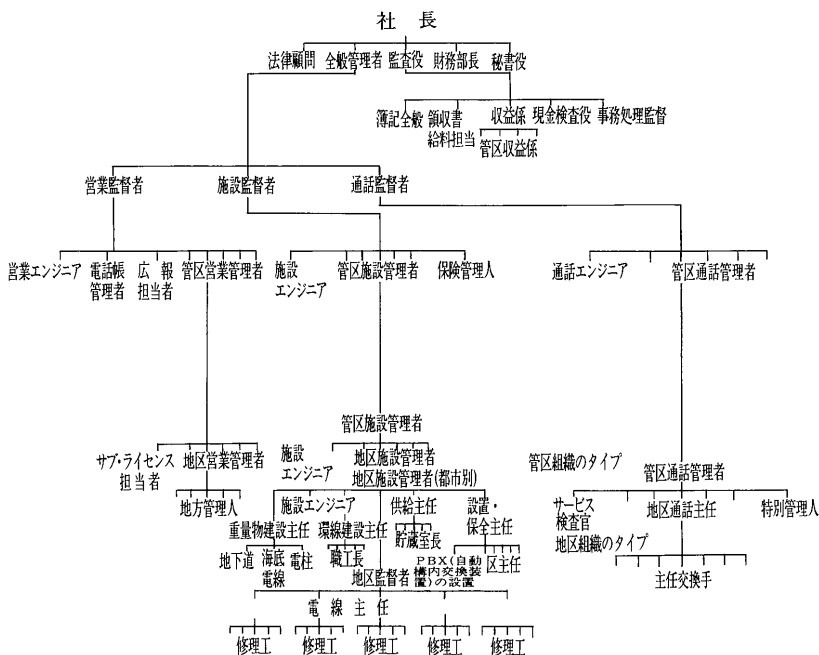 社 長
法律顧問 全般管理者 監査役 財務部長 秘書役
簿記全般 領収書 収益係 現金検査役 事務処理監督
給料担当 管区収益係
営業監督者 施設監督者 通話監督者
営業エンジニア 電話帳 広報 管区営業管理者 施設 管区施設管理者 保険管理人 通話エンジニア 管区通話管理者
管理者 担当者 エンジニア
管区施設管理者
サブ・ライセンス 地区営業管理者 施設 地区施設管理者 管区組織のタイプ 管区通話管理者
担当者 エンジニア 地区施設管理者(都市別)
地方管理人 施設エンジニア 供給主任 設置・ サービス 地区通話主任 特別管理人
重量物建設主任 環線建設主任 貯蔵室長 保全主任 検査官
地区組織のタイプ
地下道 海底 電柱 職工長 PBX(自動 区主任
電線 地区監督者 構内交換装 主任交換手
置)の設置
電 線 主 任
修理工 修理工 修理工 修理工 修理工